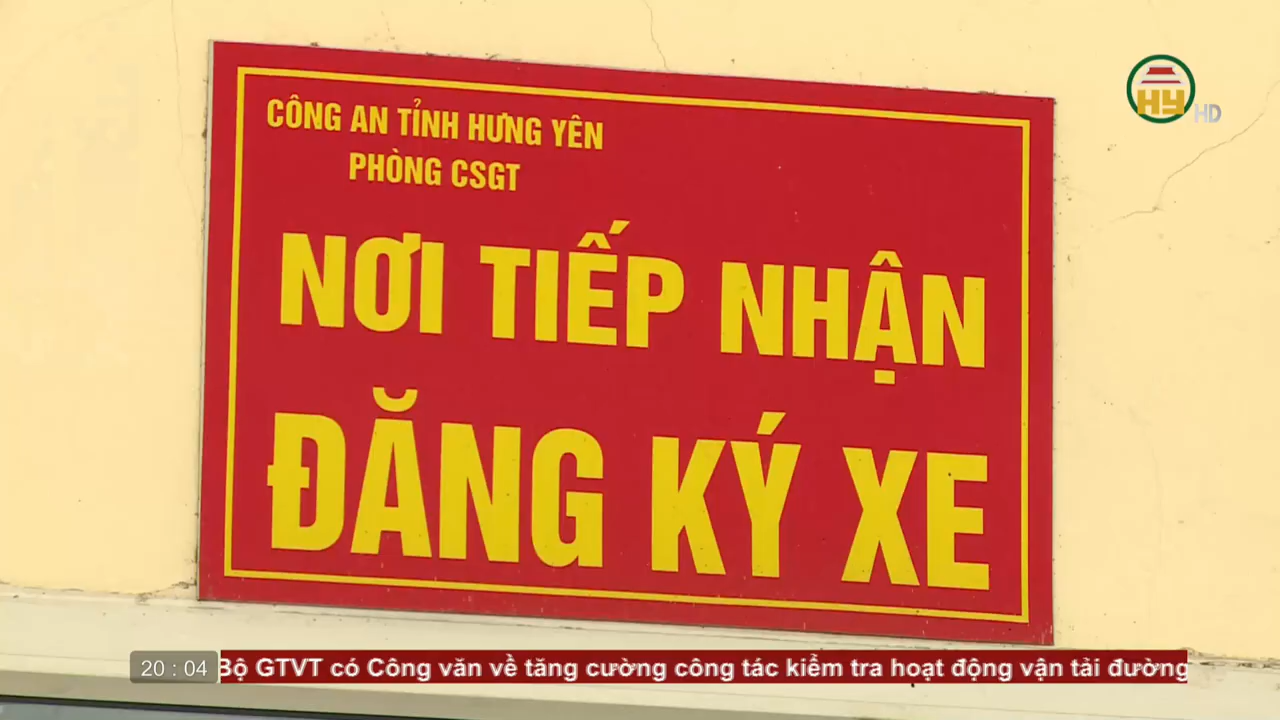 CÔNG AN TỈNH HƯNG YÊN
PHÒNG CSGT
NƠI TIẾP NHẬN
ĐĂNG KÝ XE
HY HD
20 : 04 Bộ GTVT có Công văn về tăng cường công tác kiểm tra hoạt động vận tải đường